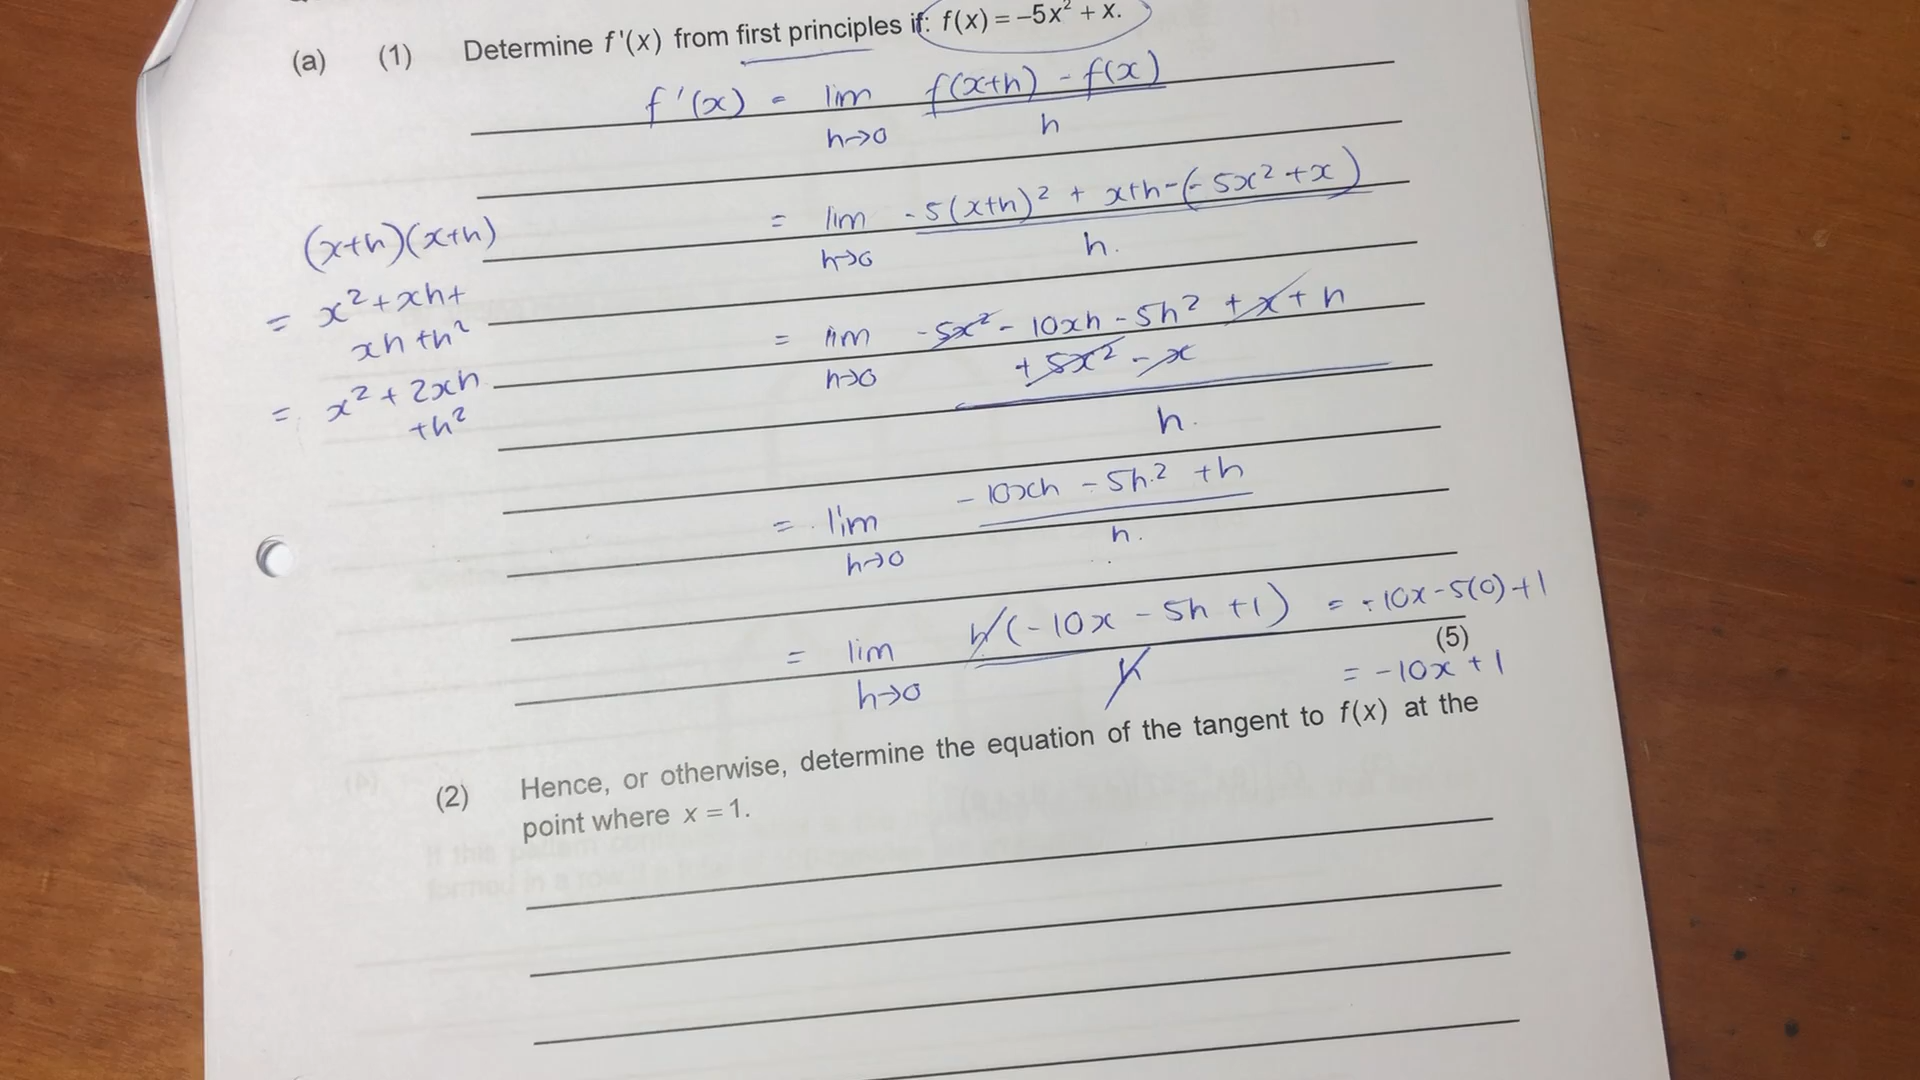 (a) (1) Determine f'(x) from first principles if: f(x) = −5x² + x.
f'(x) = lim f(x+h) - f(x)
h→0 h
= lim -5(x+h)² + x+h-(-5x²+x)
h→0 h.
(x+h)(x+h)
= x²+xh+
xh+h²
= x²+2xh
+h²
= lim -5x² - 10xh - 5h² + x + h
h→0 + 5x² - x
h.
= lim -10xh - 5h² + h
h→0 h.
= lim h(-10x - 5h + 1) = -10x-5(0)+1
h→0 h
(5)
= -10x + 1
(2) Hence, or otherwise, determine the equation of the tangent to f(x) at the
point where x = 1.